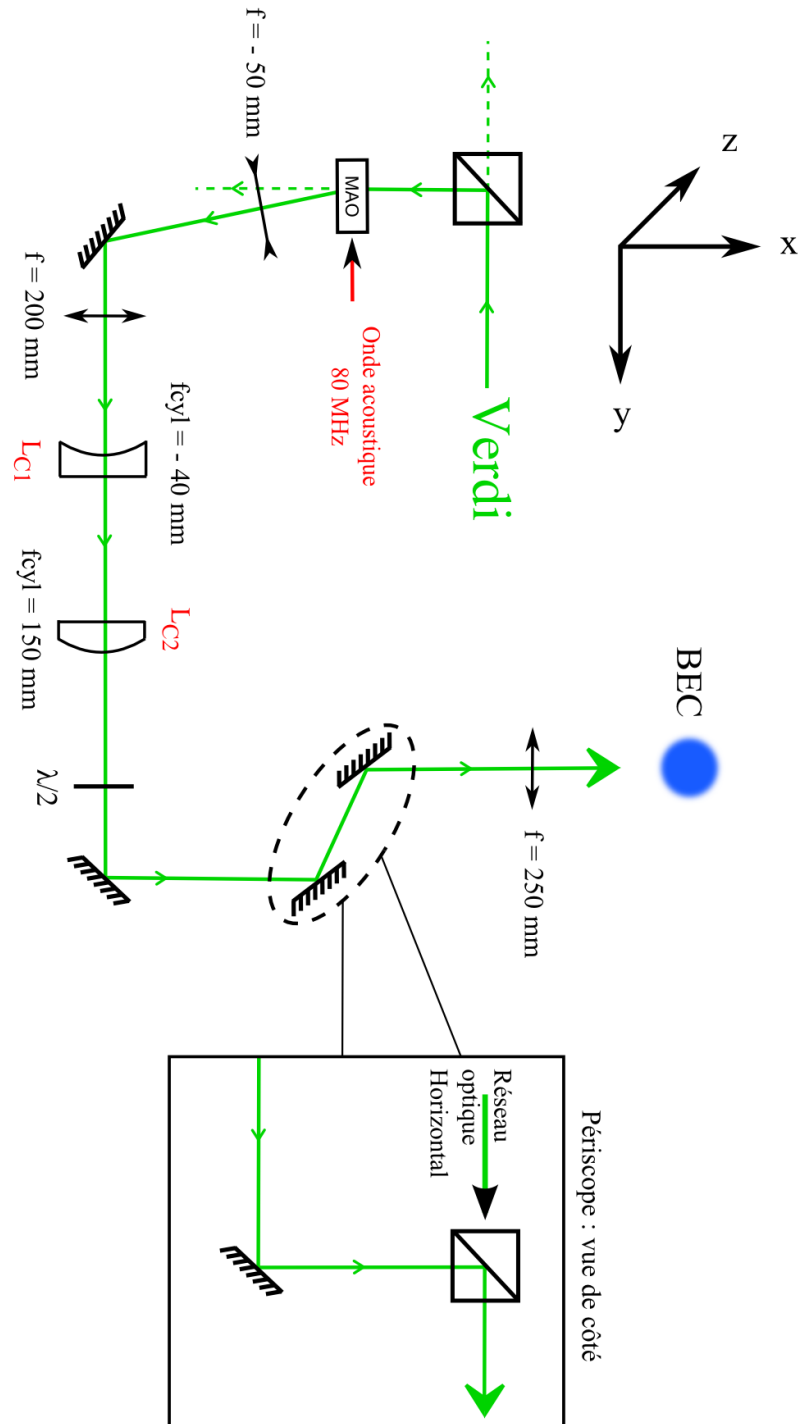 z
x
y
Verdi
Onde acoustique
80 MHz
MAO
f = - 50 mm
f = 200 mm
fcyl = - 40 mm
LC1
fcyl = 150 mm
LC2
λ/2
BEC
f = 250 mm
Périscope : vue de côté
Réseau
optique
Horizontal